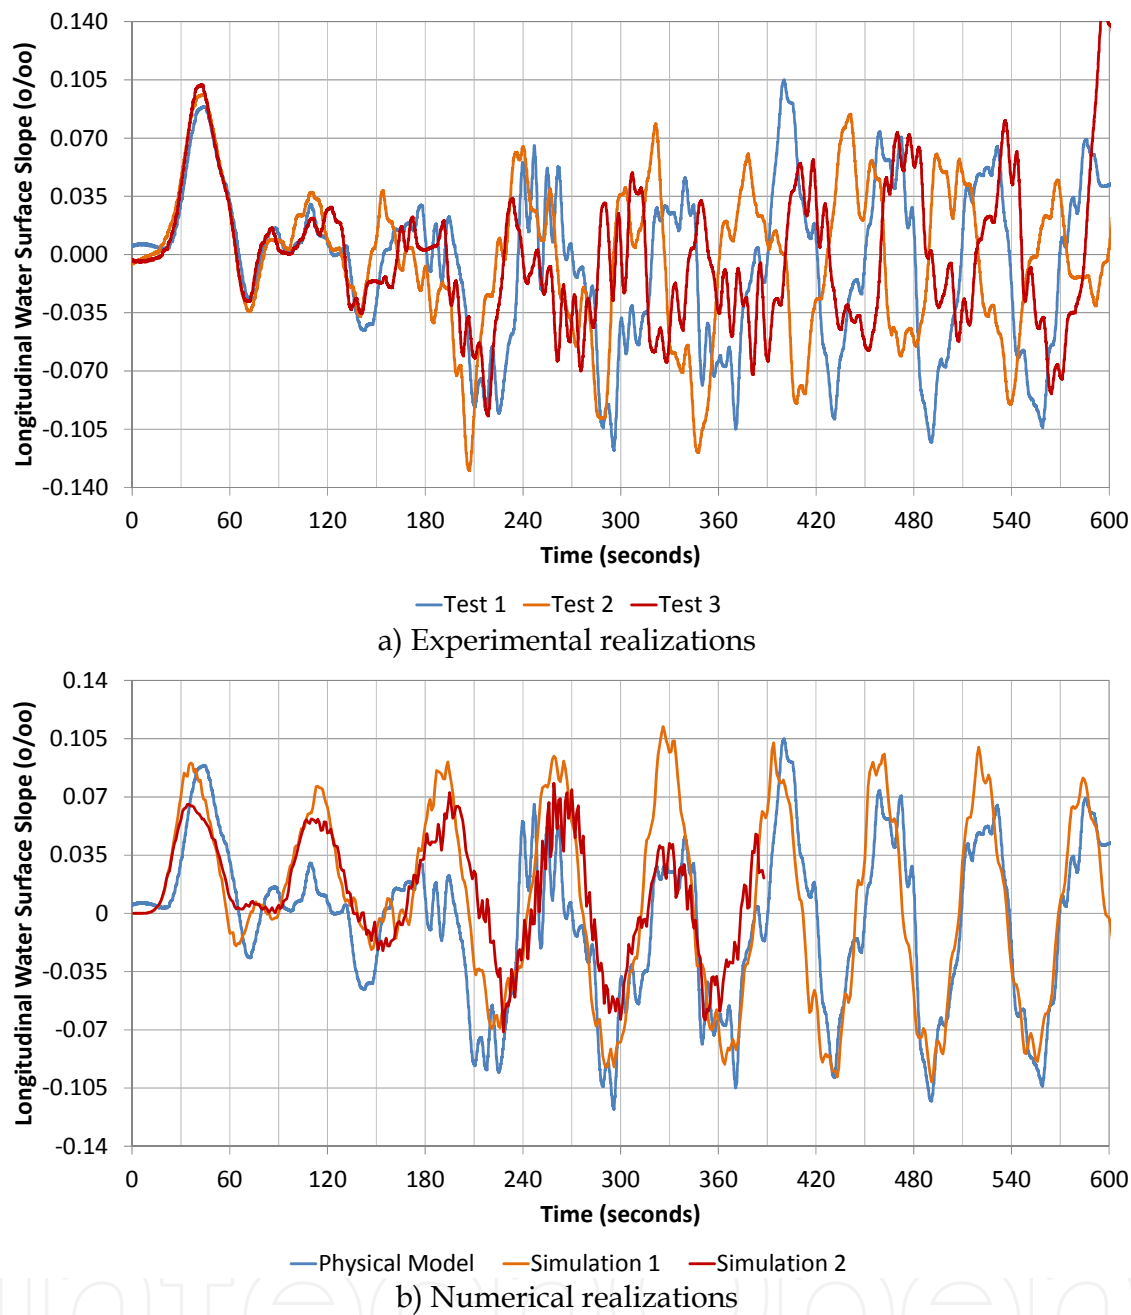 Longitudinal Water Surface Slope (o/oo)
0.140
0.105
0.070
0.035
0.000
-0.035
-0.070
-0.105
-0.140
0 60 120 180 240 300 360 420 480 540 600
Time (seconds)
Test 1 Test 2 Test 3
a) Experimental realizations
Longitudinal Water Surface Slope (o/oo)
0.14
0.105
0.07
0.035
0
-0.035
-0.07
-0.105
-0.14
0 60 120 180 240 300 360 420 480 540 600
Time (seconds)
Physical Model Simulation 1 Simulation 2
b) Numerical realizations